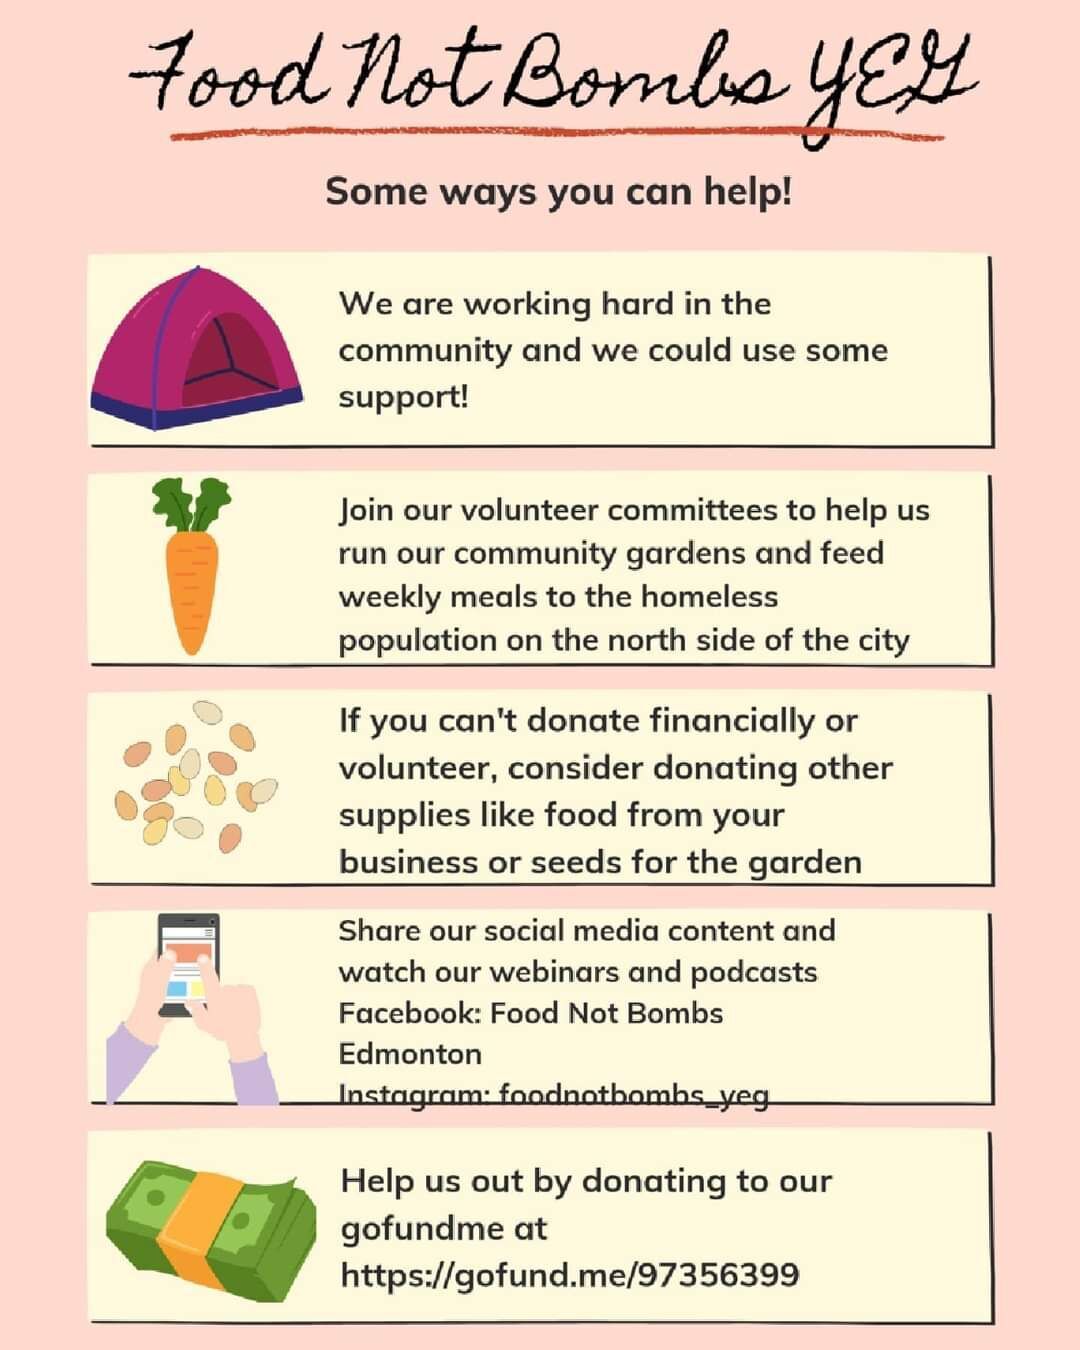 Food Not Bombs YEG
Some ways you can help!
We are working hard in the
community and we could use some
support!
Join our volunteer committees to help us
run our community gardens and feed
weekly meals to the homeless
population on the north side of the city
If you can't donate financially or
volunteer, consider donating other
supplies like food from your
business or seeds for the garden
Share our social media content and
watch our webinars and podcasts
Facebook: Food Not Bombs
Edmonton
Instagram: foodnotbombs_yeg
Help us out by donating to our
gofundme at
https://gofund.me/97356399